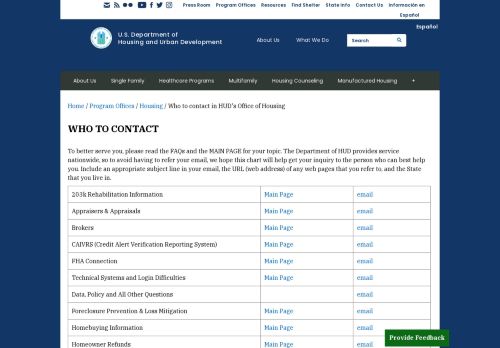 Press Room Program Offices Resources Find Shelter State Info Contact Us Información en Español
Español
U.S. Department of
Housing and Urban Development
About Us What We Do Search
About Us Single Family Healthcare Programs Multifamily Housing Counseling Manufactured Housing +
Home / Program Offices / Housing / Who to contact in HUD's Office of Housing
WHO TO CONTACT
To better serve you, please read the FAQs and the MAIN PAGE for your topic. The Department of HUD provides service
nationwide, so to avoid having to refer your email, we hope this chart will help get your inquiry to the person who can best help
you. Include an appropriate subject line in your email, the URL (web address) of any web pages that you refer to, and the State
that you live in.
203k Rehabilitation Information Main Page email
Appraisers & Appraisals Main Page email
Brokers Main Page email
CAIVRS (Credit Alert Verification Reporting System) Main Page email
FHA Connection Main Page email
Technical Systems and Login Difficulties Main Page email
Data, Policy and All Other Questions email
Foreclosure Prevention & Loss Mitigation Main Page email
Homebuying Information Main Page email
Homeowner Refunds Main Page email
Provide Feedback